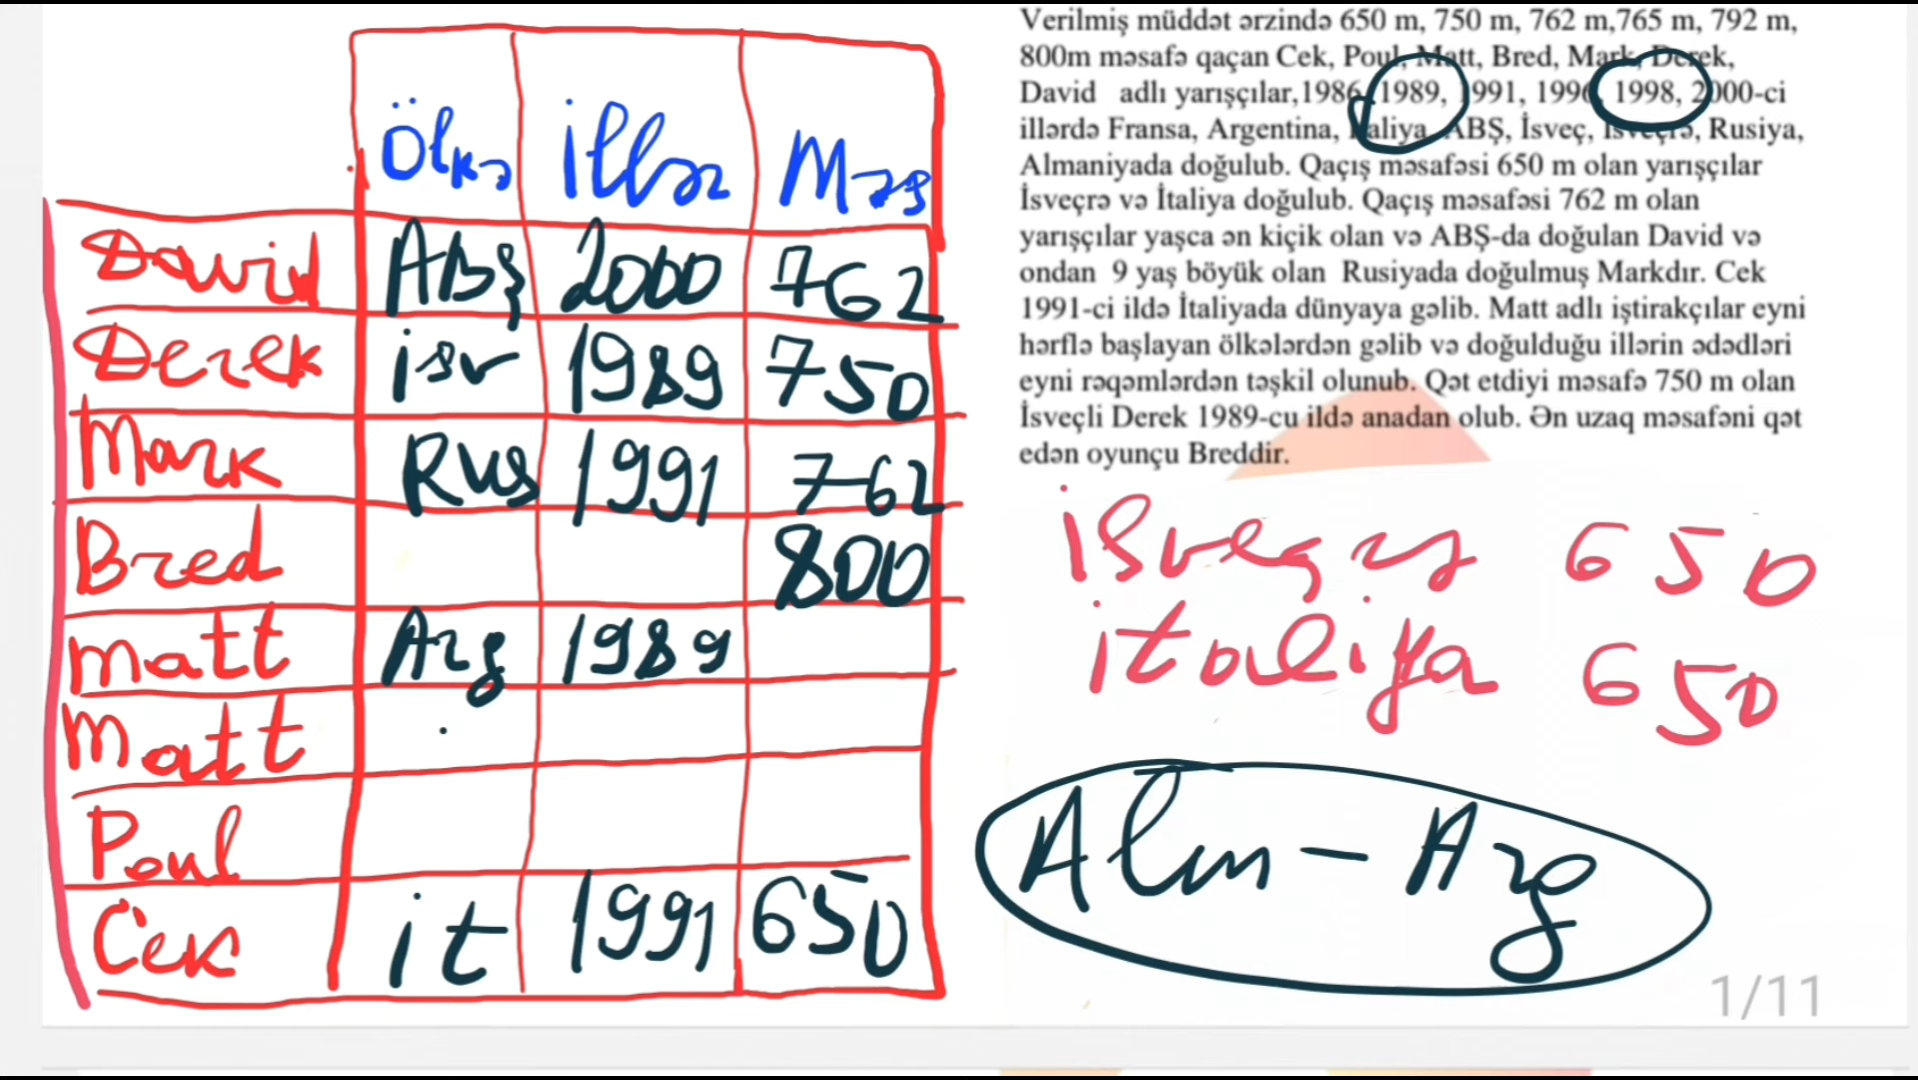 Ölkə İllər Məs
David ABŞ 2000 762
Derek isv 1989 750
Mark Rus 1991 762
Bred 800
Matt Arg 1989
Matt
Poul
Cek it 1991 650
Verilmiş müddət ərzində 650 m, 750 m, 762 m,765 m, 792 m,
800m məsafə qaçan Cek, Poul, Matt, Bred, Mark, Derek,
David adlı yarışçılar,1986, 1989, 1991, 1996, 1998, 2000-ci
illərdə Fransa, Argentina, İtaliya, ABŞ, İsveç, İsveçrə, Rusiya,
Almaniyada doğulub. Qaçış məsafəsi 650 m olan yarışçılar
İsveçrə və İtaliya doğulub. Qaçış məsafəsi 762 m olan
yarışçılar yaşca ən kiçik olan və ABŞ-da doğulan David və
ondan 9 yaş böyük olan Rusiyada doğulmuş Markdır. Cek
1991-ci ildə İtaliyada dünyaya gəlib. Matt adlı iştirakçılar eyni
hərflə başlayan ölkələrdən gəlib və doğulduğu illərin ədədləri
eyni rəqəmlərdən təşkil olunub. Qət etdiyi məsafə 750 m olan
İsveçli Derek 1989-cu ildə anadan olub. Ən uzaq məsafəni qət
edən oyunçu Breddir.
isveçrə 650
italiya 650
Alm - Arg
1/11